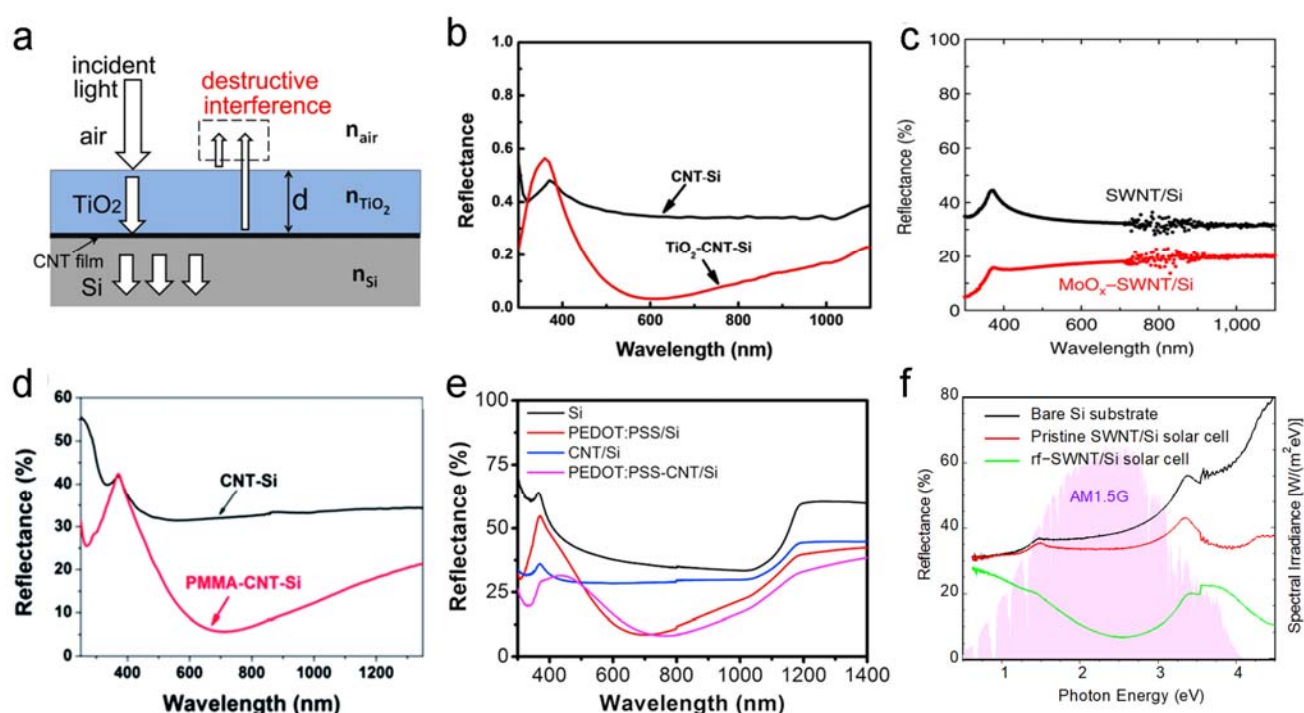 a
incident
light
air
destructive
interference
n_air
TiO₂
d
n_TiO₂
CNT film
Si
n_Si
b
1.0
0.8
0.6
0.4
0.2
0.0
Reflectance
CNT-Si
TiO₂-CNT-Si
400 600 800 1000
Wavelength (nm)
c
100
80
60
40
20
0
Reflectance (%)
SWNT/Si
MoOₓ–SWNT/Si
400 600 800 1,000
Wavelength (nm)
d
60
50
40
30
20
10
0
Reflectance (%)
CNT-Si
PMMA-CNT-Si
400 600 800 1000 1200
Wavelength (nm)
e
100
75
50
25
0
Reflectance (%)
Si
PEDOT:PSS/Si
CNT/Si
PEDOT:PSS-CNT/Si
400 600 800 1000 1200 1400
Wavelength (nm)
f
80
60
40
20
0
Reflectance (%)
Bare Si substrate
Pristine SWNT/Si solar cell
rf−SWNT/Si solar cell
AM1.5G
Spectral Irradiance [W/(m²eV)]
1 2 3 4
Photon Energy (eV)